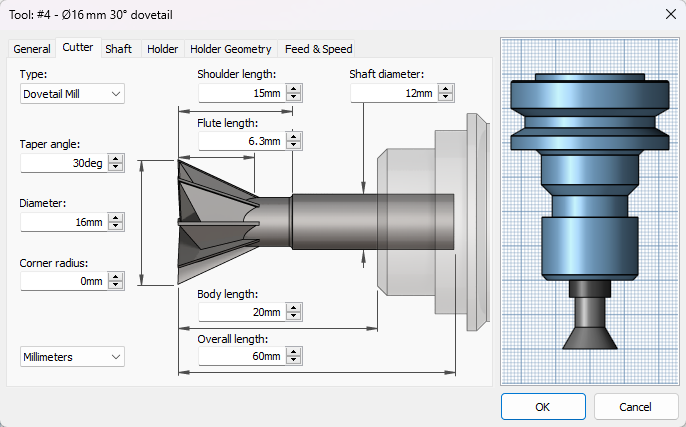 Tool: #4 - Ø16 mm 30° dovetail
General Cutter Shaft Holder Holder Geometry Feed & Speed
Type: Shoulder length: Shaft diameter:
Dovetail Mill 15mm 12mm
Flute length:
6.3mm
Taper angle:
30deg
Diameter:
16mm
Corner radius:
0mm
Body length:
20mm
Overall length:
Millimeters 60mm
OK Cancel